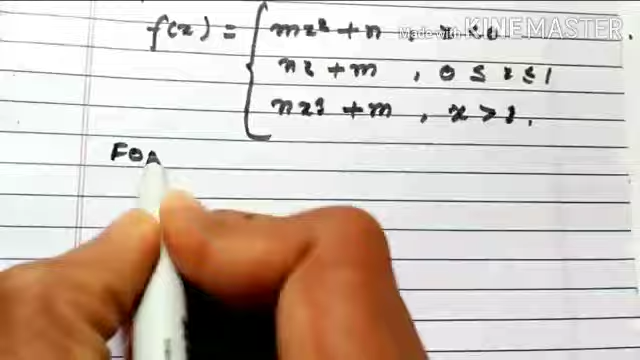 Made with KINEMASTER
f(x) = { mx² + n , x < 0
nx + m , 0 ≤ x ≤ 1
nx³ + m , x > 1.
FOR